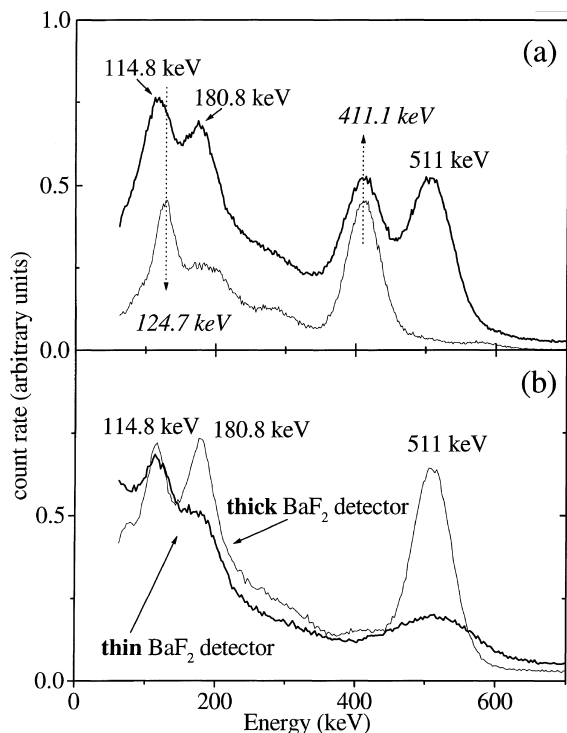 1.0
(a)
114.8 keV
180.8 keV
411.1 keV
511 keV
0.5
124.7 keV
0.0
(b)
114.8 keV
180.8 keV
511 keV
thick BaF₂ detector
0.5
thin BaF₂ detector
0.0
0
200
400
600
Energy (keV)
count rate (arbitrary units)